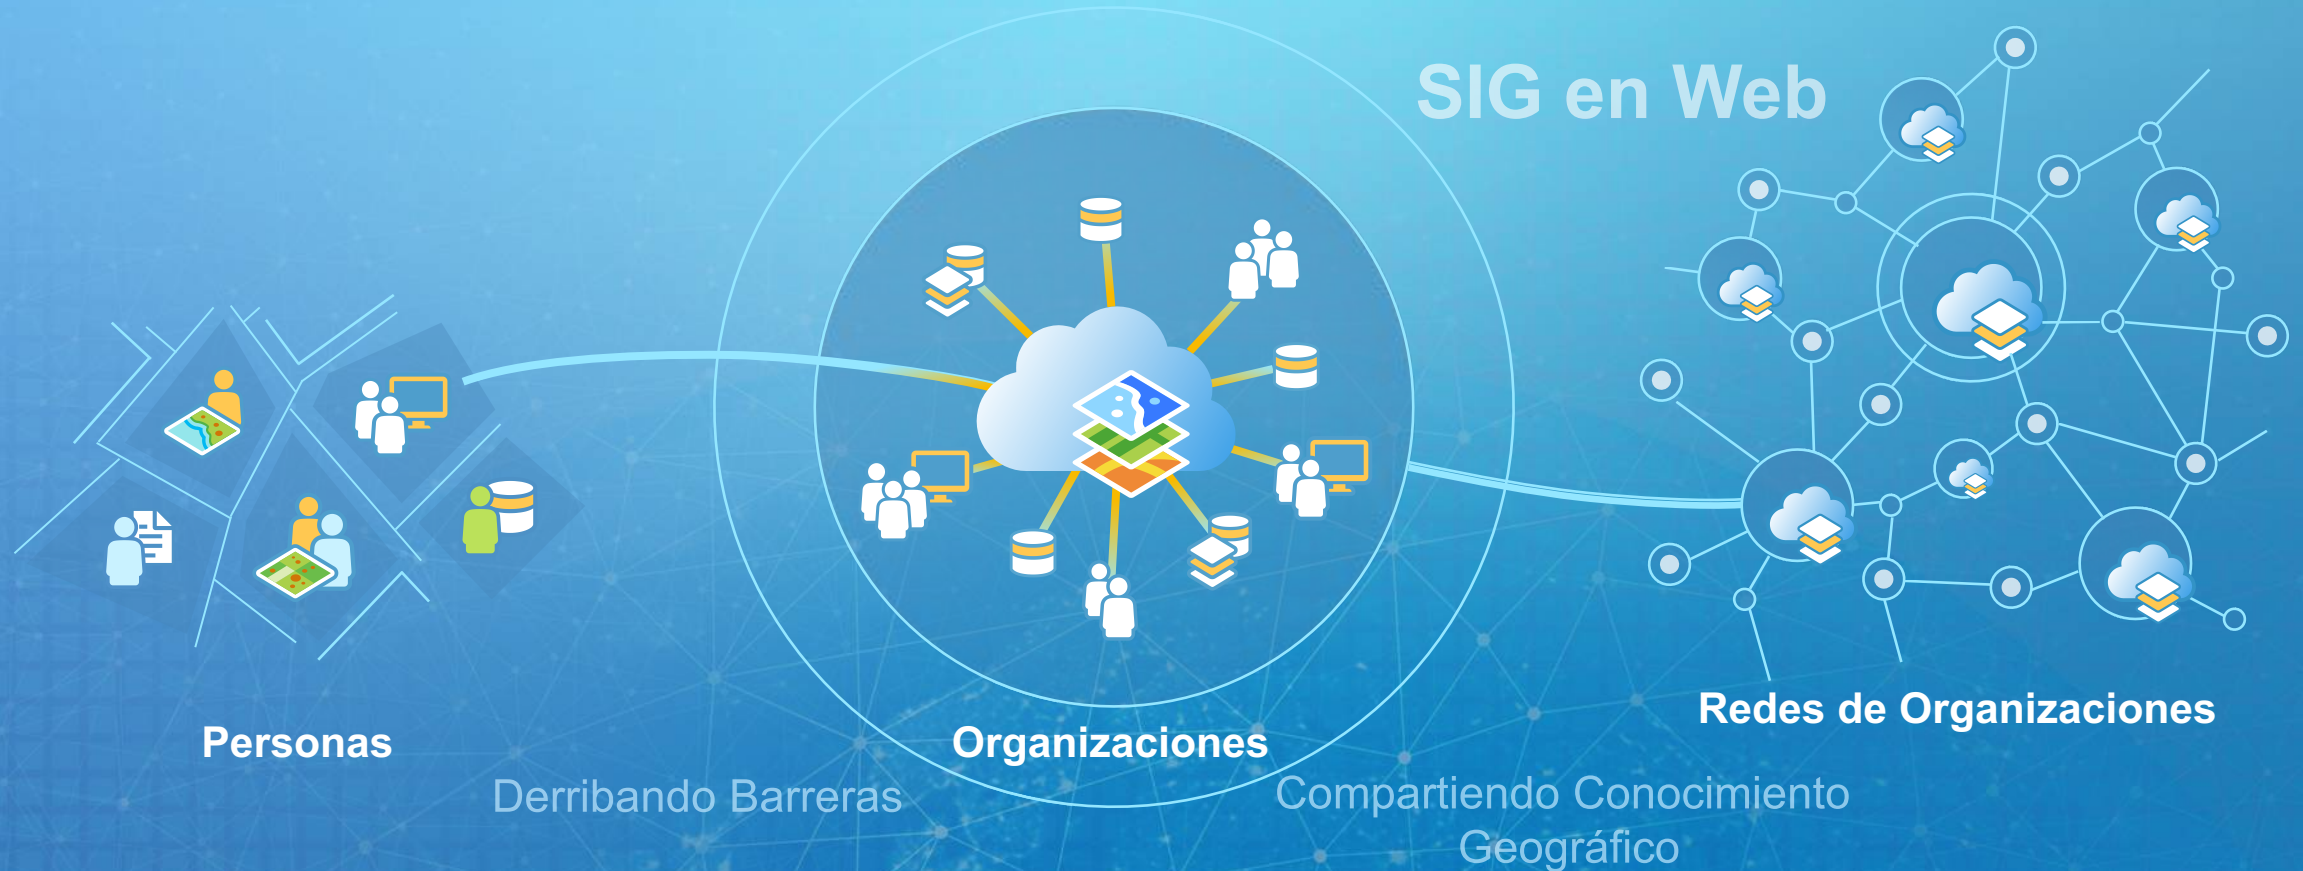 SIG en Web
Redes de Organizaciones
Personas
Organizaciones
Derribando Barreras
Compartiendo Conocimiento
Geográfico